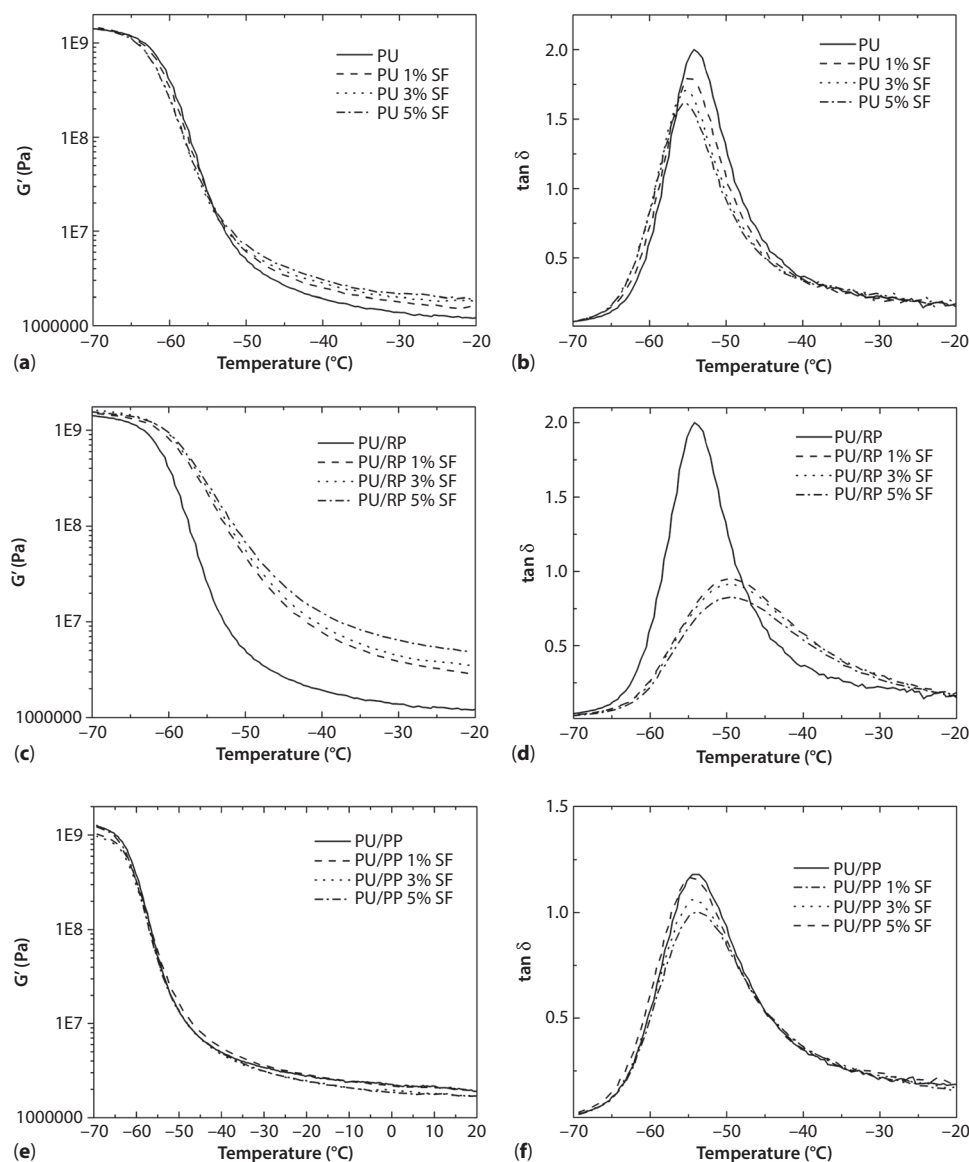 1E9
1E8
1E7
1000000
G′ (Pa)
PU
PU 1% SF
PU 3% SF
PU 5% SF
−70 −60 −50 −40 −30 −20
Temperature (°C)
(a)
2.0
1.75
1.5
1.25
1.0
0.75
0.5
0.25
tan δ
PU
PU 1% SF
PU 3% SF
PU 5% SF
−70 −60 −50 −40 −30 −20
Temperature (°C)
(b)
1E9
1E8
1E7
1000000
G′ (Pa)
PU/RP
PU/RP 1% SF
PU/RP 3% SF
PU/RP 5% SF
−70 −60 −50 −40 −30 −20
Temperature (°C)
(c)
2.0
1.5
1.0
0.5
tan δ
PU/RP
PU/RP 1% SF
PU/RP 3% SF
PU/RP 5% SF
−70 −60 −50 −40 −30 −20
Temperature (°C)
(d)
1E9
1E8
1E7
1000000
G′ (Pa)
PU/PP
PU/PP 1% SF
PU/PP 3% SF
PU/PP 5% SF
−70 −60 −50 −40 −30 −20 −10 0 10 20
Temperature (°C)
(e)
1.5
1.0
0.5
tan δ
PU/PP
PU/PP 1% SF
PU/PP 3% SF
PU/PP 5% SF
−70 −60 −50 −40 −30 −20
Temperature (°C)
(f)